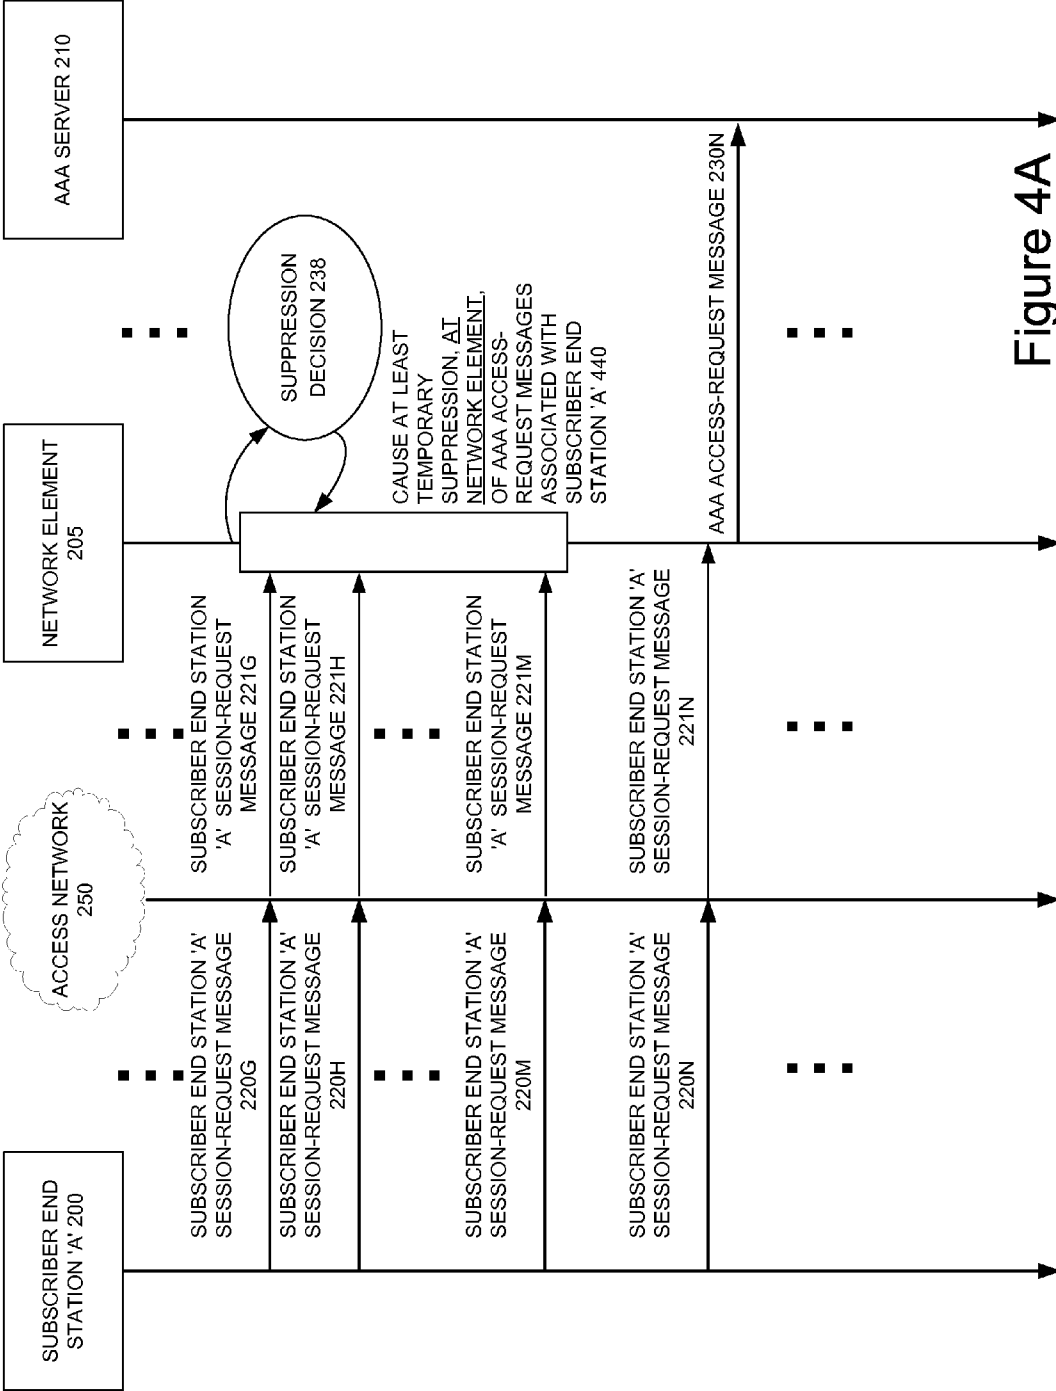 SUBSCRIBER END
STATION 'A' 200
ACCESS NETWORK
250
NETWORK ELEMENT
205
AAA SERVER 210
SUBSCRIBER END STATION 'A'
SESSION-REQUEST MESSAGE
220G
SUBSCRIBER END STATION
'A' SESSION-REQUEST
MESSAGE 221G
SUPPRESSION
DECISION 238
SUBSCRIBER END STATION 'A'
SESSION-REQUEST MESSAGE
220H
SUBSCRIBER END STATION
'A' SESSION-REQUEST
MESSAGE 221H
CAUSE AT LEAST
TEMPORARY
SUPPRESSION, AT
NETWORK ELEMENT,
OF AAA ACCESS-
REQUEST MESSAGES
ASSOCIATED WITH
SUBSCRIBER END
STATION 'A' 440
SUBSCRIBER END STATION 'A'
SESSION-REQUEST MESSAGE
220M
SUBSCRIBER END STATION
'A' SESSION-REQUEST
MESSAGE 221M
SUBSCRIBER END STATION 'A'
SESSION-REQUEST MESSAGE
220N
SUBSCRIBER END STATION 'A'
SESSION-REQUEST MESSAGE
221N
AAA ACCESS-REQUEST MESSAGE 230N
Figure 4A